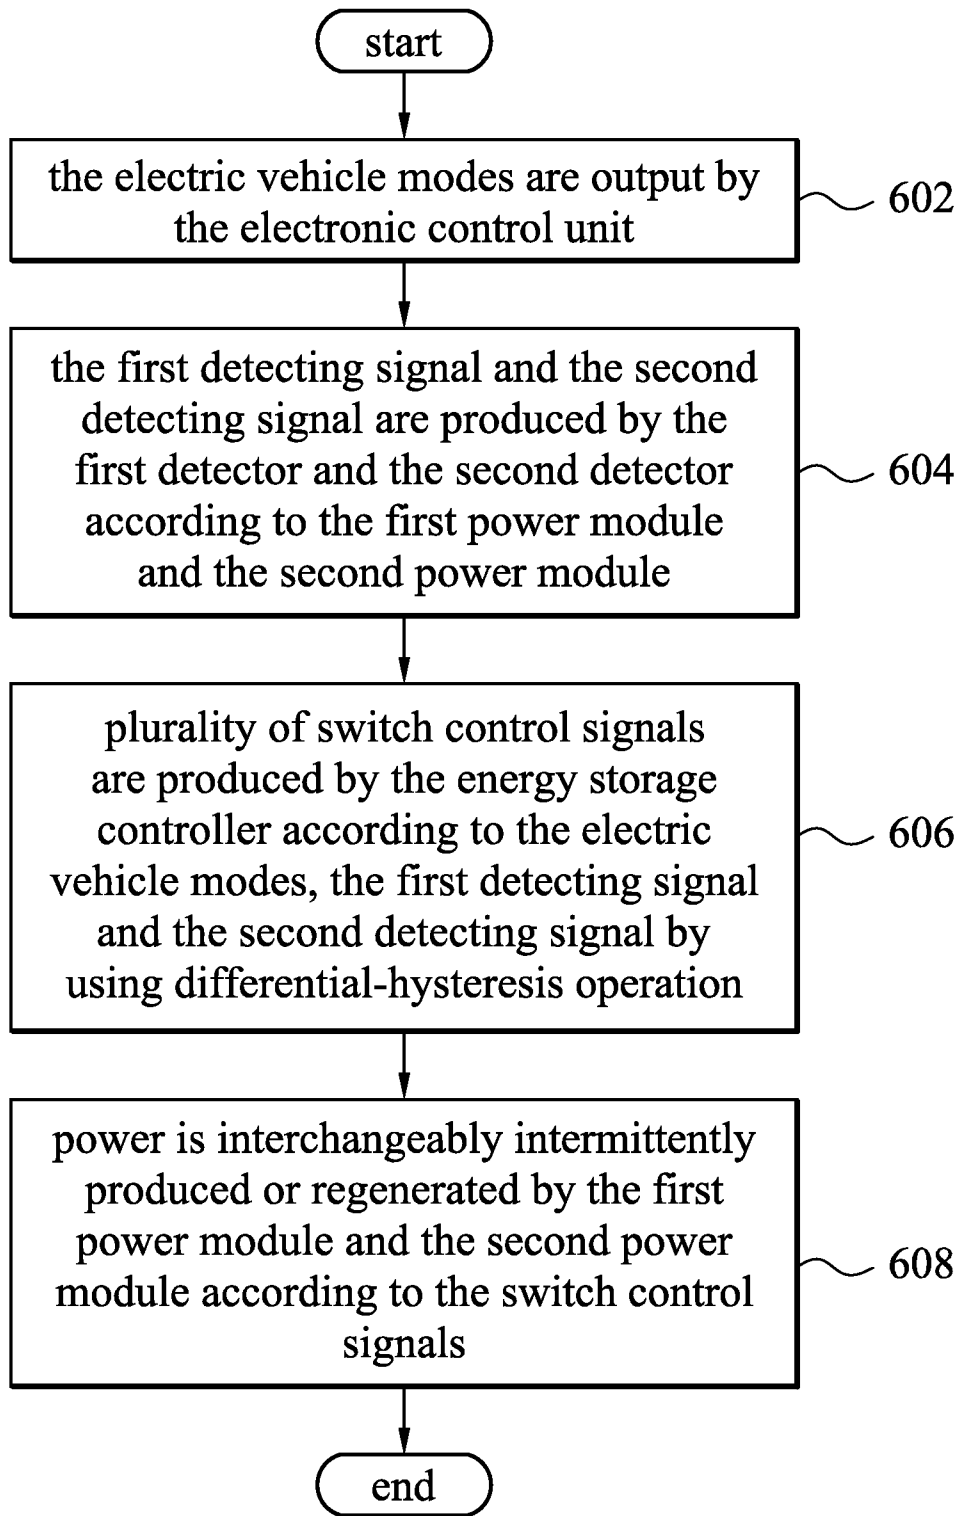 start
the electric vehicle modes are output by
the electronic control unit
602
the first detecting signal and the second
detecting signal are produced by the
first detector and the second detector
according to the first power module
and the second power module
604
plurality of switch control signals
are produced by the energy storage
controller according to the electric
vehicle modes, the first detecting signal
and the second detecting signal by
using differential-hysteresis operation
606
power is interchangeably intermittently
produced or regenerated by the first
power module and the second power
module according to the switch control
signals
608
end